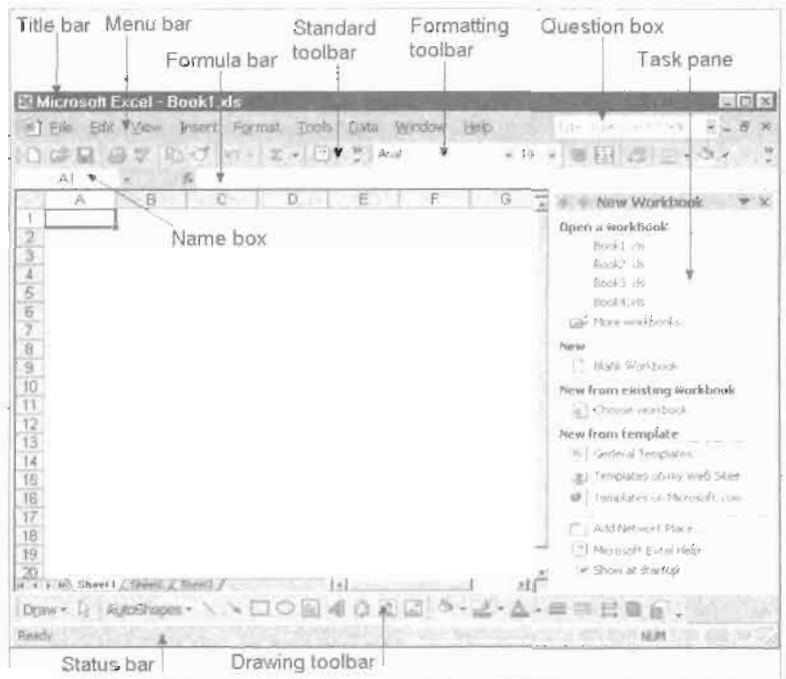 Title bar Menu bar Standard toolbar Formatting toolbar Question box
Formula bar Task pane
Microsoft Excel - Book1.xls
File Edit View Insert Format Tools Data Window Help
Arial 10
A1 fx
A B C D E F G
New Workbook
Name box
1
2
3
4
5
6
7
8
9
10
11
12
13
14
15
16
17
18
19
20
Open a workbook
Book1.xls
Book2.xls
Book3.xls
Book4.xls
More workbooks...
New
Blank Workbook
New from existing workbook
Choose workbook...
New from template
General Templates...
Templates on my Web Sites...
Templates on Microsoft.com
Add Network Place...
Microsoft Excel Help
Show at startup
Sheet1 Sheet2 Sheet3
Draw AutoShapes
Ready NUM
Status bar Drawing toolbar